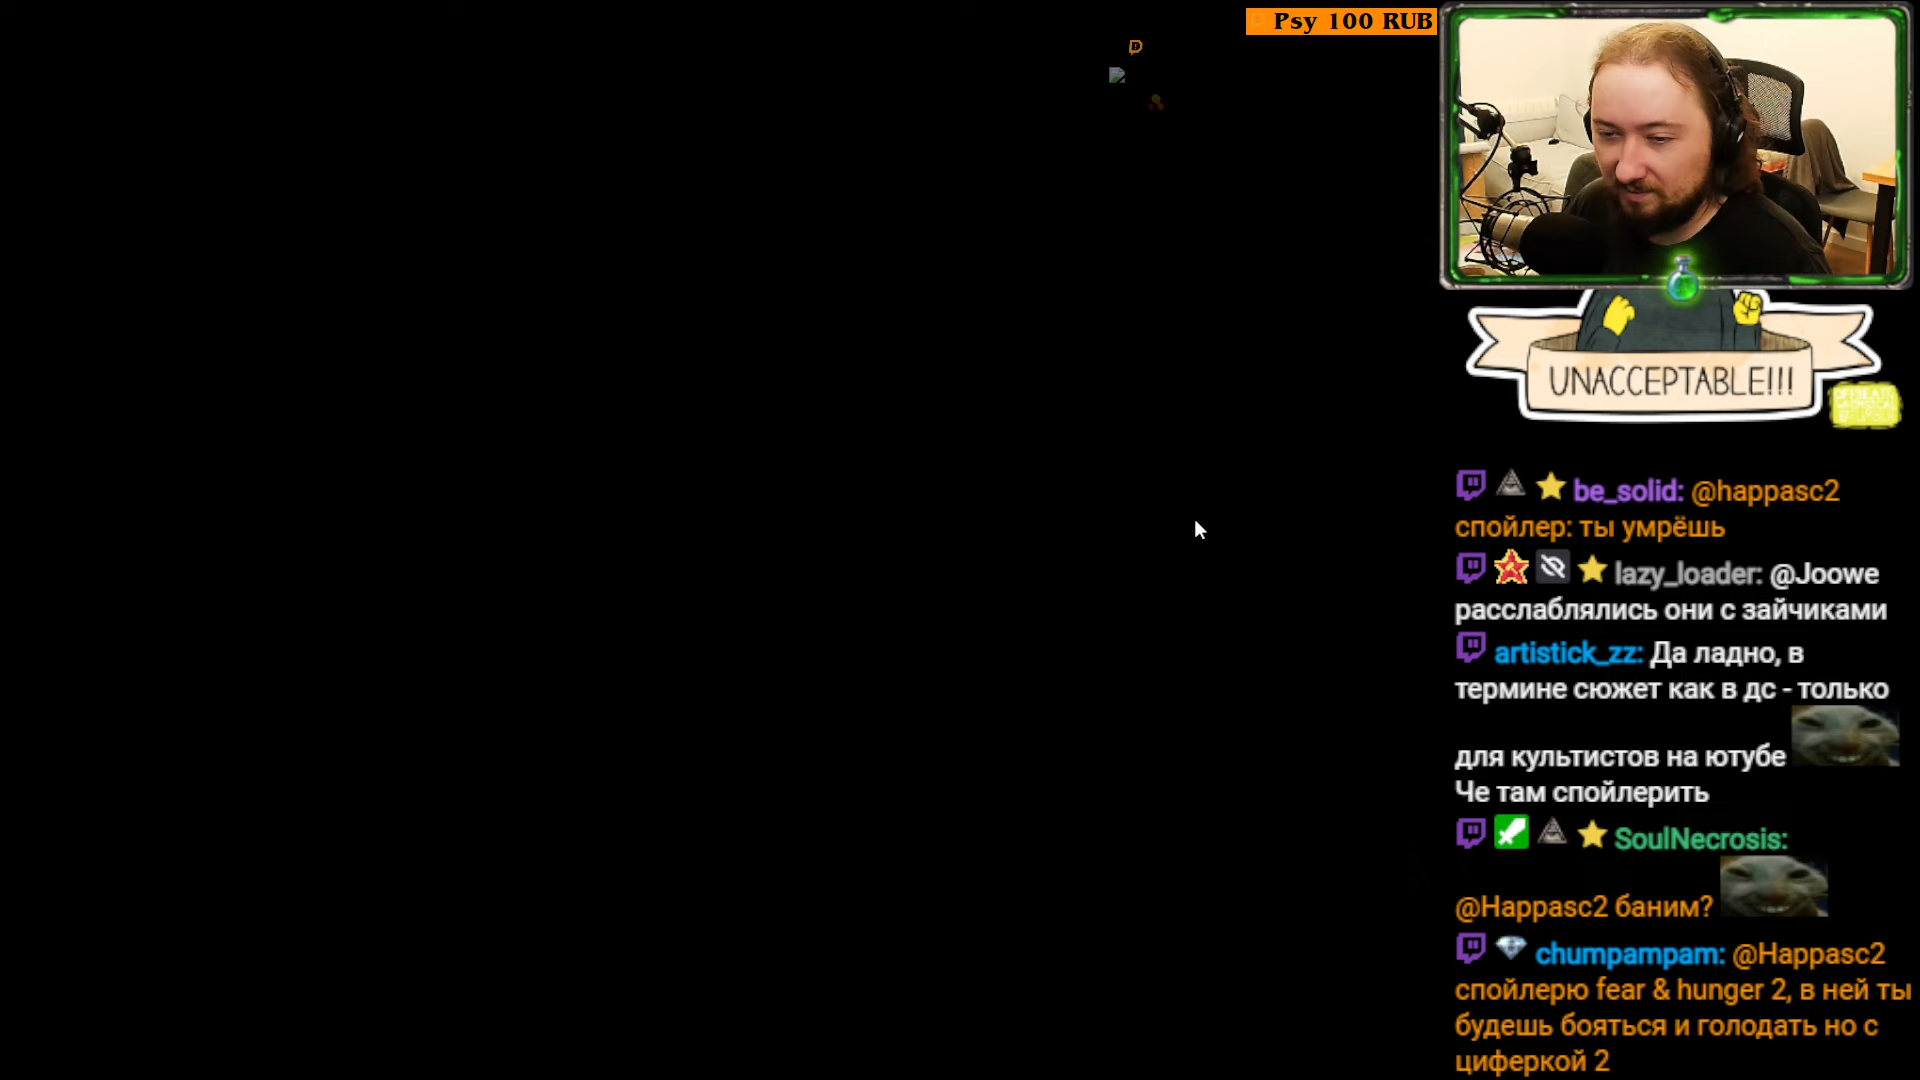 Psy 100 RUB
UNACCEPTABLE!!!
be_solid: @happasc2
спойлер: ты умрёшь
lazy_loader: @Joowe
расслаблялись они с зайчиками
artistick_zz: Да ладно, в
термине сюжет как в дс - только
для культистов на ютубе
Че там спойлерить
SoulNecrosis:
@Happasc2 баним?
chumpampam: @Happasc2
спойлерю fear & hunger 2, в ней ты
будешь бояться и голодать но с
циферкой 2